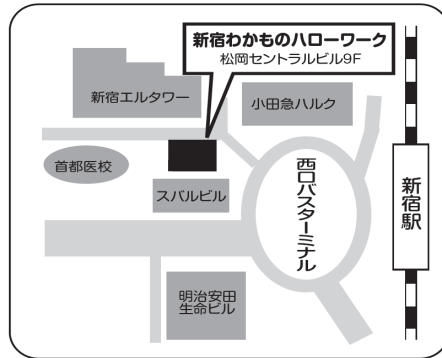 新宿わかものハローワーク
松岡セントラルビル9F
新宿エルタワー
小田急ハルク
首都医校
スバルビル
西口バスターミナル
新宿駅
明治安田
生命ビル